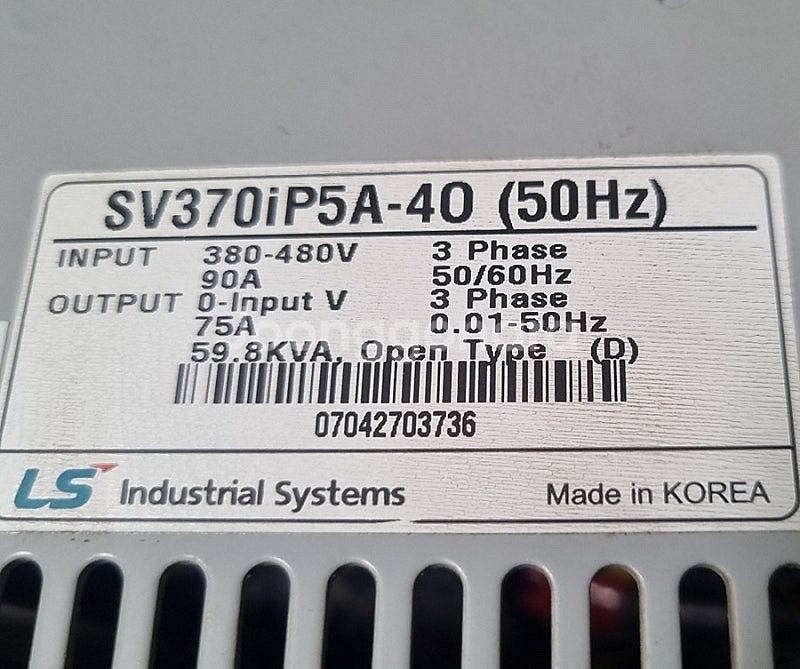 SV370iP5A-4O (50Hz)
INPUT 380-480V 3 Phase
90A 50/60Hz
OUTPUT 0-Input V 3 Phase
75A 0.01-50Hz
59.8KVA, Open Type (D)
07042703736
LS Industrial Systems Made in KOREA